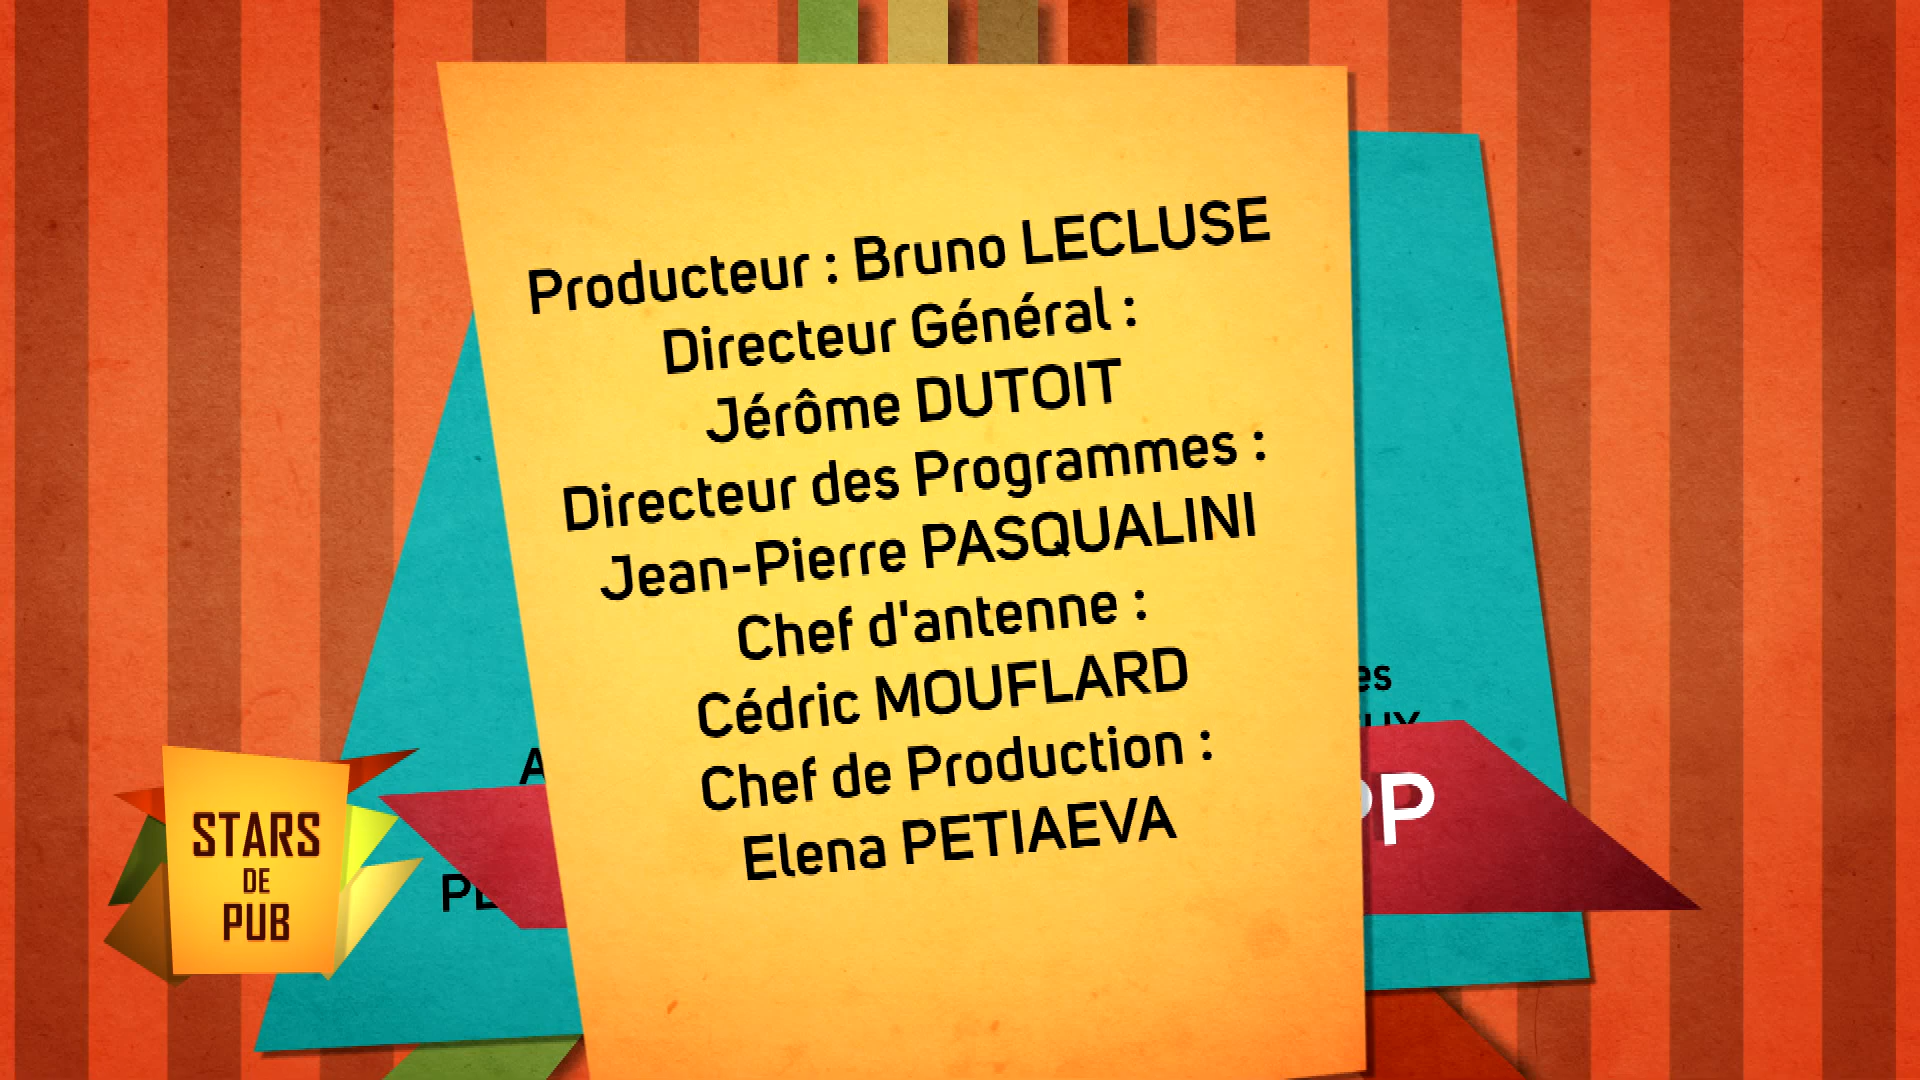 Producteur : Bruno LECLUSE
Directeur Général :
Jérôme DUTOIT
Directeur des Programmes :
Jean-Pierre PASQUALINI
Chef d'antenne :
Cédric MOUFLARD
Chef de Production :
Elena PETIAEVA
STARS
DE
PUB